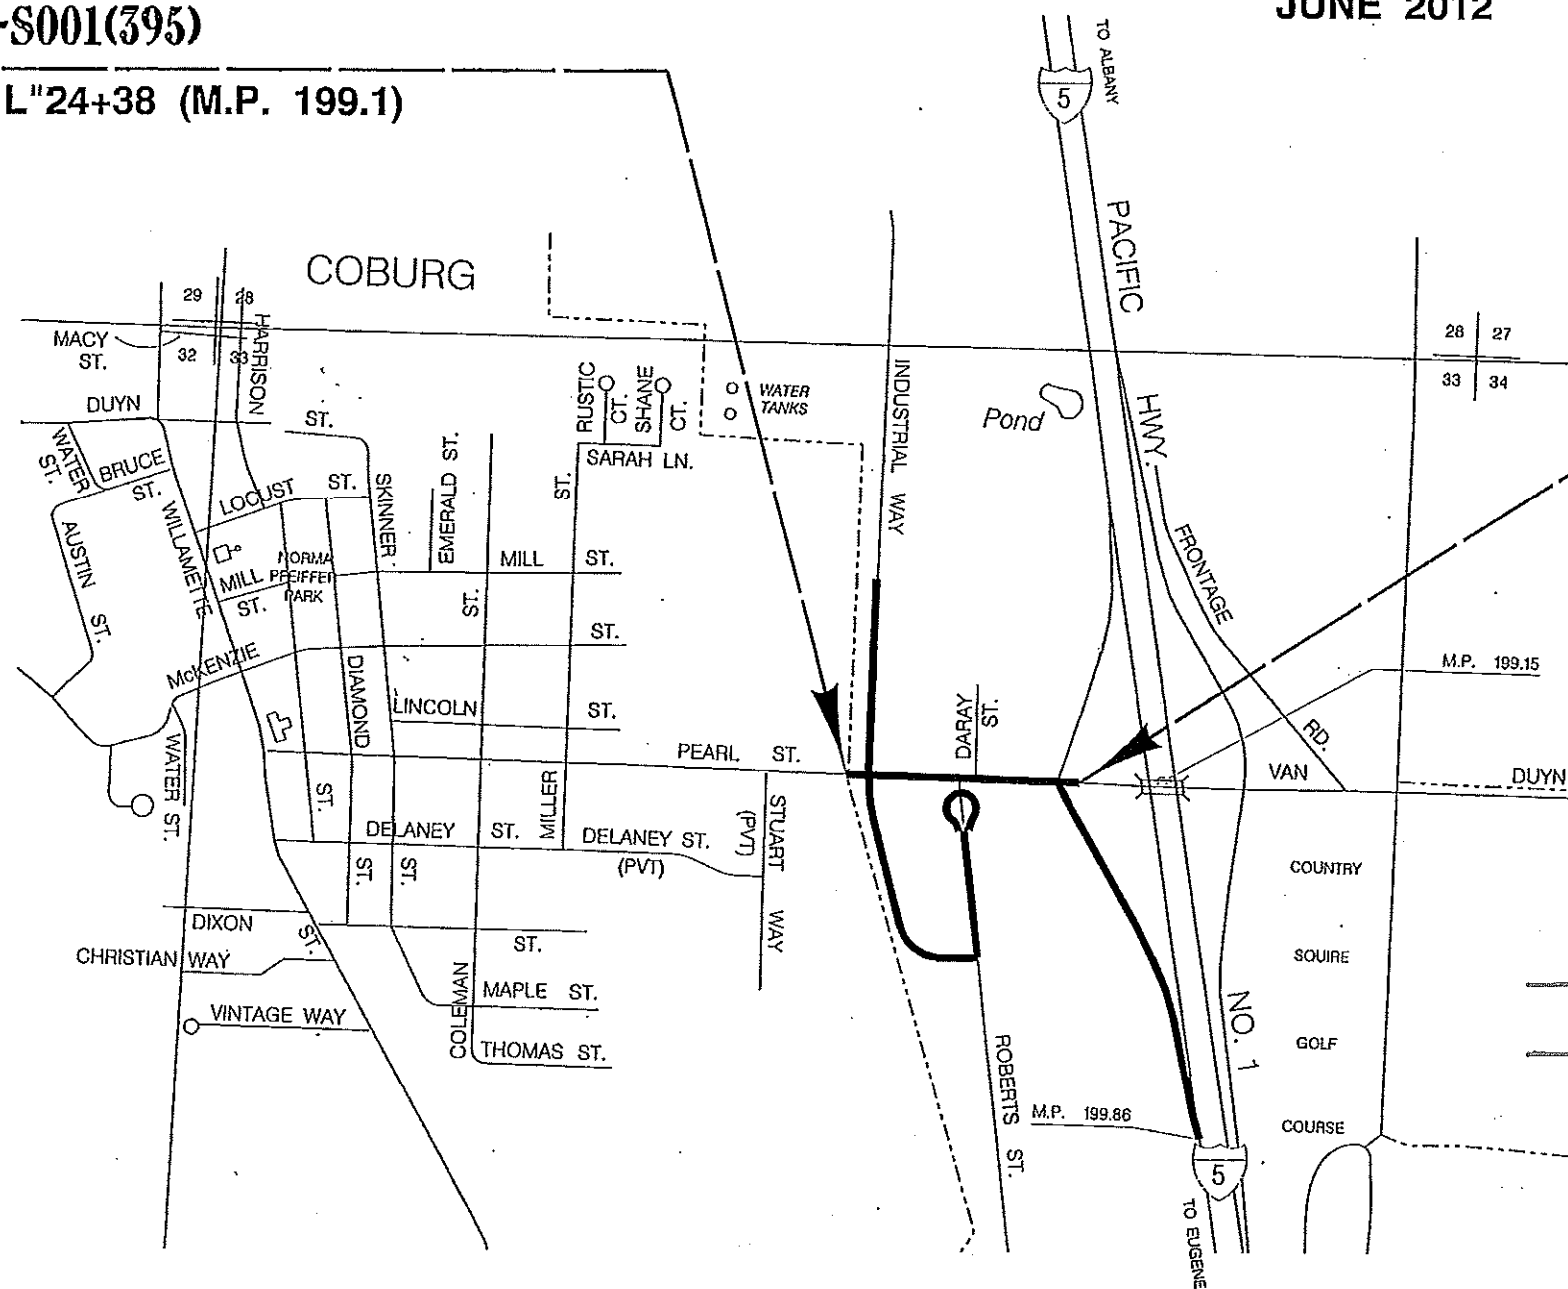 -S001(395)
JUNE 2012
L"24+38 (M.P. 199.1)
TO ALBANY
5
PACIFIC
HWY.
NO. 1
COBURG
29 28
32 33
HARRISON
MACY
ST.
28 27
33 34
DUYN
ST.
WATER
ST.
BRUCE
ST.
WILLAMETTE
ST.
LOCUST
ST.
SKINNER
ST.
EMERALD ST.
RUSTIC
CT.
SHANE
CT.
WATER
TANKS
SARAH LN.
INDUSTRIAL WAY
Pond
AUSTIN
ST.
NORMA
PFEIFFER
PARK
MILL
ST.
MILL ST.
ST.
FRONTAGE
RD.
McKENZIE
ST.
DIAMOND
ST.
LINCOLN
ST.
M.P. 199.15
DARAY
ST.
PEARL ST.
VAN
DUYN
WATER ST.
ST.
MILLER
ST.
DELANEY ST.
DELANEY ST.
(PVT)
STUART WAY
(PVT)
COUNTRY
SQUIRE
GOLF
COURSE
DIXON
ST.
CHRISTIAN WAY
VINTAGE WAY
COLEMAN
MAPLE ST.
THOMAS ST.
ROBERTS ST.
M.P. 199.86
5
TO EUGENE